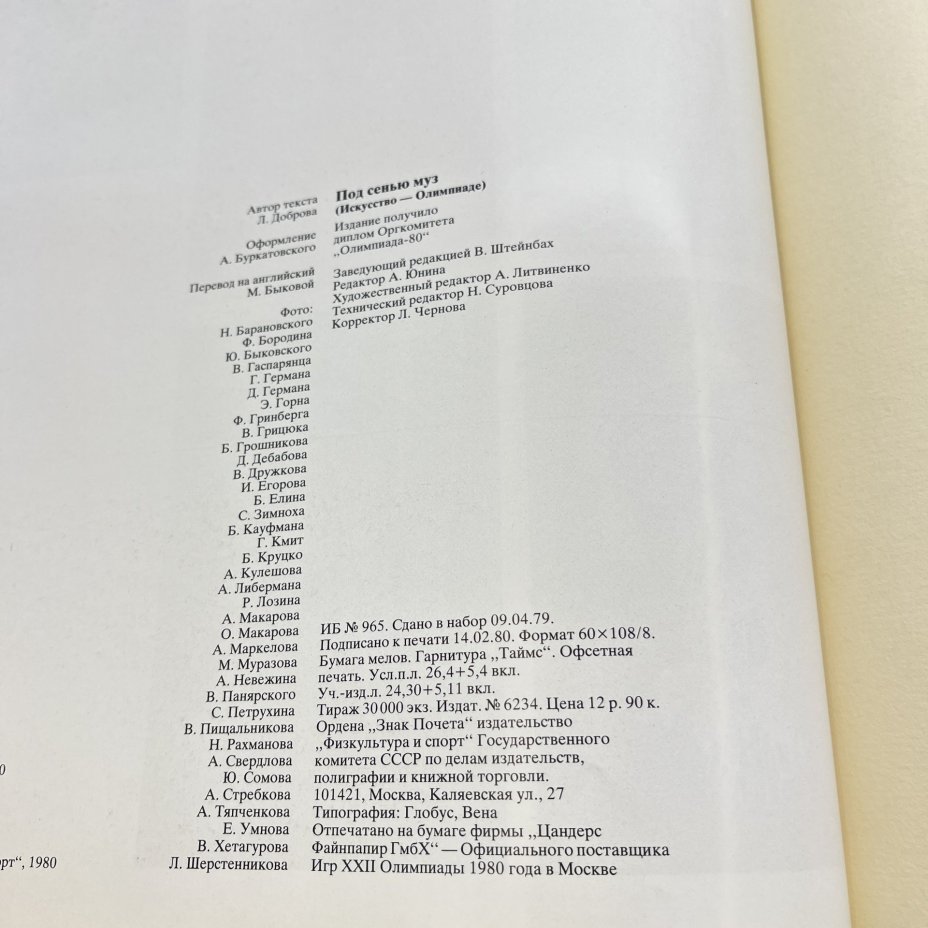 Автор текста
Л. Доброва
Оформление
А. Буркатовского
Перевод на английский
М. Быковой
Фото:
Н. Барановского
Ф. Бородина
Ю. Быковского
В. Гаспарянца
Г. Германа
Д. Германа
Э. Горна
Ф. Гринберга
В. Грицюка
Б. Грошникова
Д. Дебабова
В. Дружкова
И. Егорова
Б. Елина
С. Зимноха
Б. Кауфмана
Г. Кмит
Б. Круцко
А. Кулешова
А. Либермана
Р. Лозина
А. Макарова
О. Макарова
А. Маркелова
М. Муразова
А. Невежина
В. Панярского
С. Петрухина
В. Пищальникова
Н. Рахманова
А. Свердлова
Ю. Сомова
А. Стребкова
А. Тяпченкова
Е. Умнова
В. Хетагурова
Л. Шерстенникова
Под сенью муз
(Искусство — Олимпиаде)
Издание получило
диплом Оргкомитета
„Олимпиада-80“
Заведующий редакцией В. Штейнбах
Редактор А. Юнина
Художественный редактор А. Литвиненко
Технический редактор Н. Суровцова
Корректор Л. Чернова
ИБ № 965. Сдано в набор 09.04.79.
Подписано к печати 14.02.80. Формат 60×108/8.
Бумага мелов. Гарнитура „Таймс“. Офсетная
печать. Усл.п.л. 26,4+5,4 вкл.
Уч.-изд.л. 24,30+5,11 вкл.
Тираж 30000 экз. Издат. № 6234. Цена 12 р. 90 к.
Ордена „Знак Почета“ издательство
„Физкультура и спорт“ Государственного
комитета СССР по делам издательств,
полиграфии и книжной торговли.
101421, Москва, Каляевская ул., 27
Типография: Глобус, Вена
Отпечатано на бумаге фирмы „Цандерс
Файнпапир ГмбХ“ — Официального поставщика
Игр XXII Олимпиады 1980 года в Москве
0
орт“, 1980